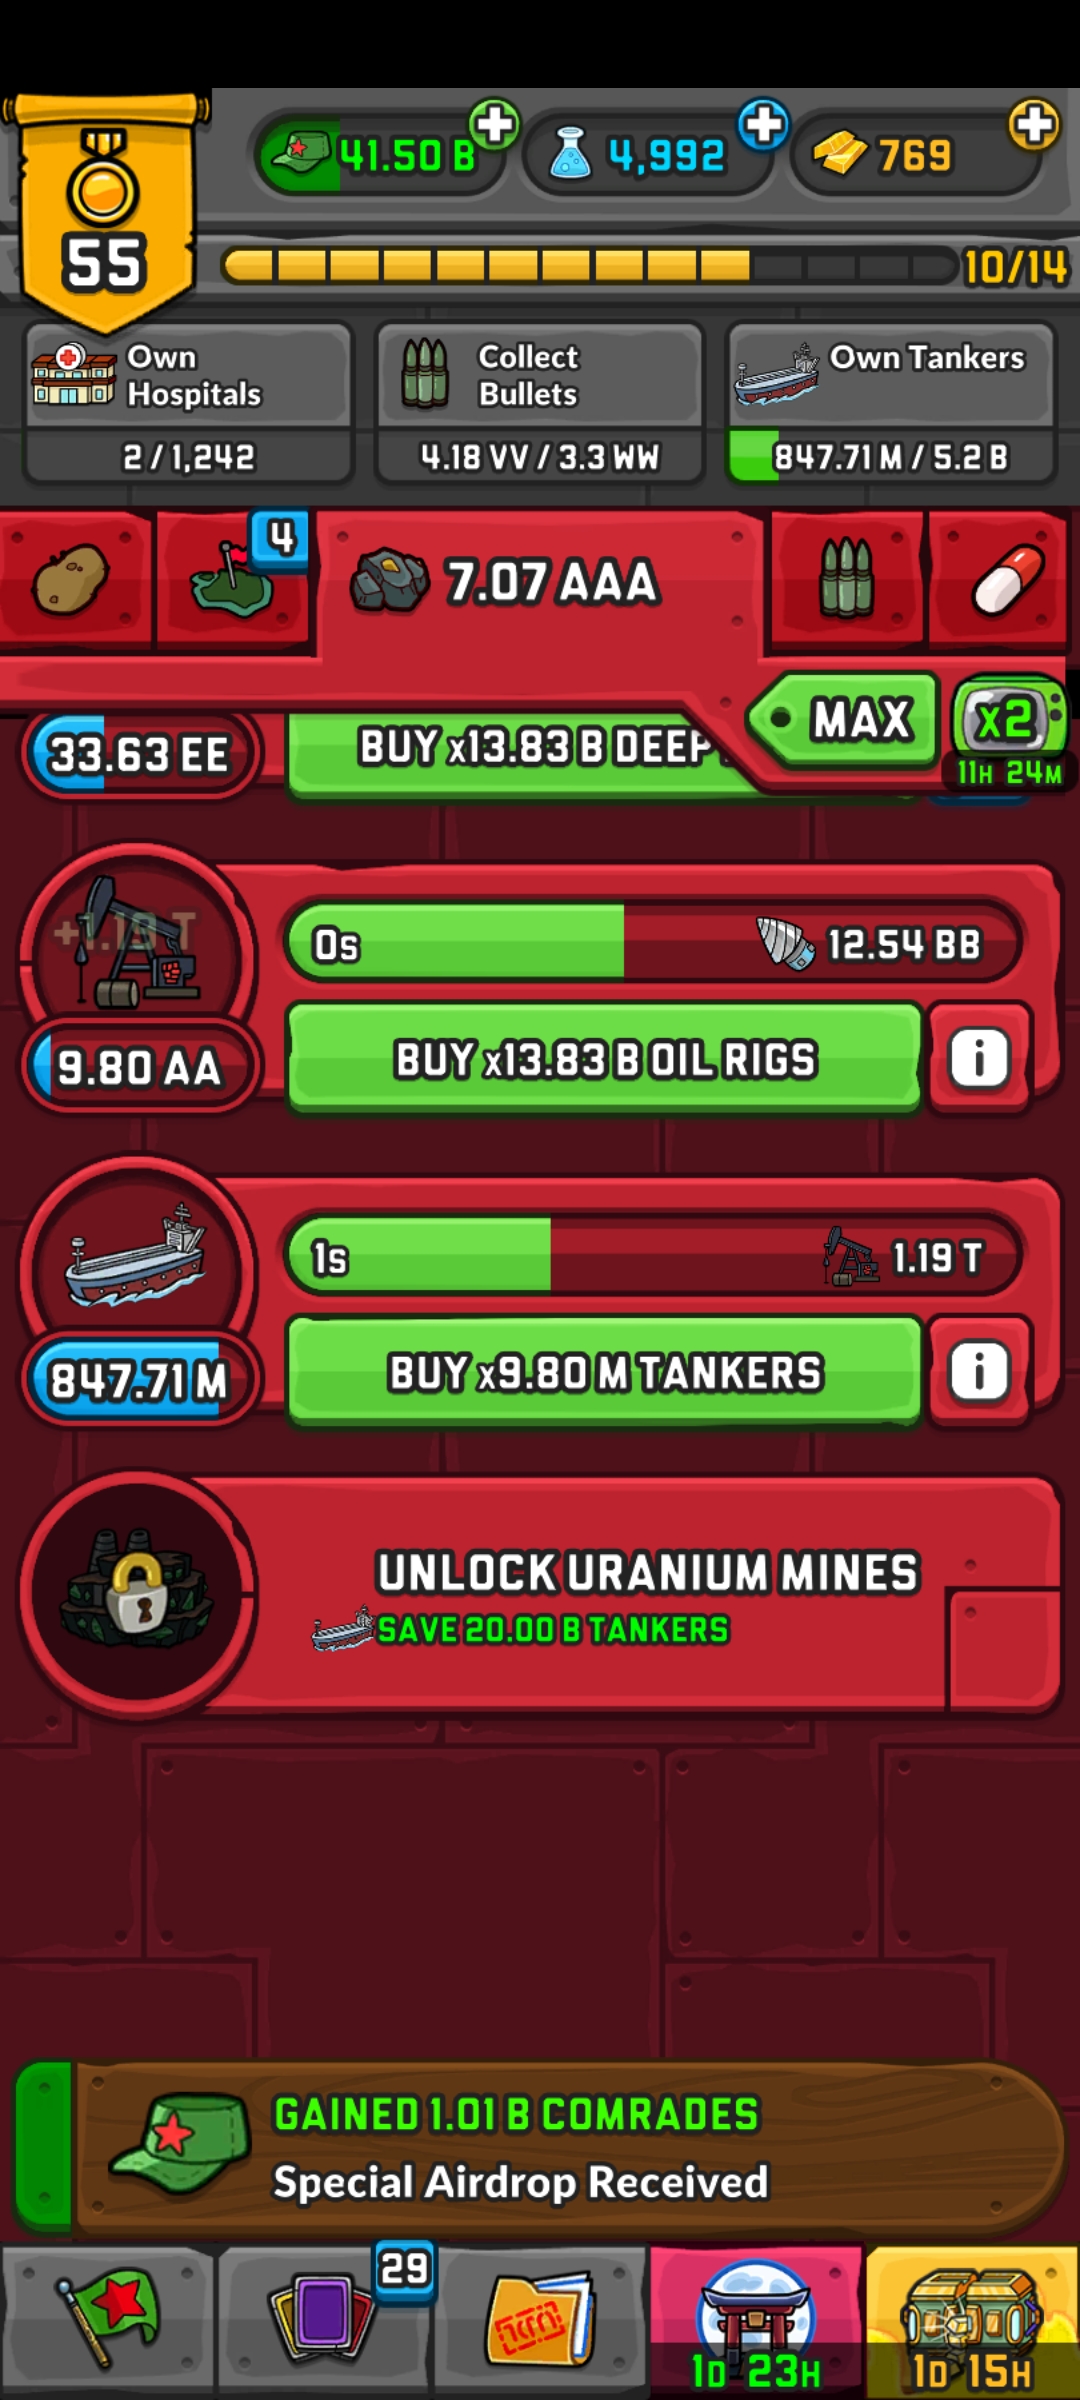 41.50 B
4,992
769
55
10/14
Own
Hospitals
2 / 1,242
Collect
Bullets
4.18 VV / 3.3 WW
Own Tankers
847.71 M / 5.2 B
4
7.07 AAA
MAX
x2
11H 24M
33.63 EE
BUY x13.83 B DEEP
+1.19 T
0s
12.54 BB
9.80 AA
BUY x13.83 B OIL RIGS
i
1s
1.19 T
847.71 M
BUY x9.80 M TANKERS
i
UNLOCK URANIUM MINES
SAVE 20.00 B TANKERS
GAINED 1.01 B COMRADES
Special Airdrop Received
29
1D 23H
1D 15H